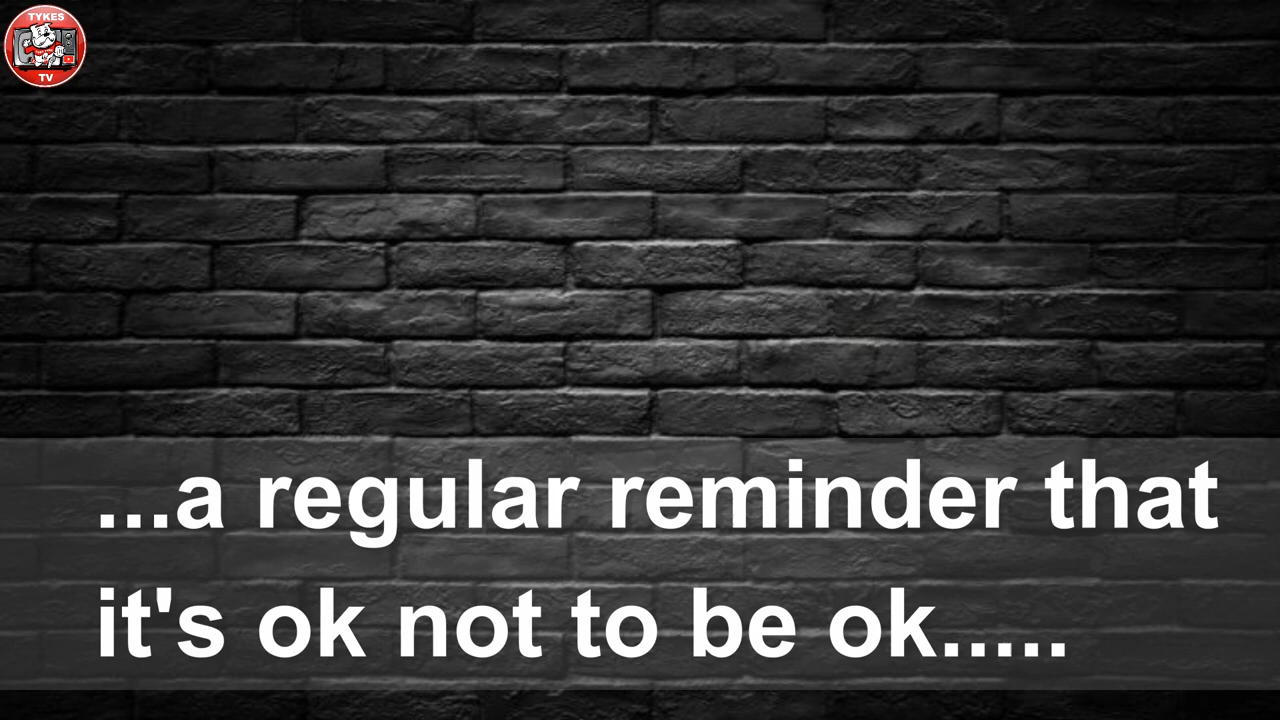 TYKES
TV
...a regular reminder that
it's ok not to be ok.....